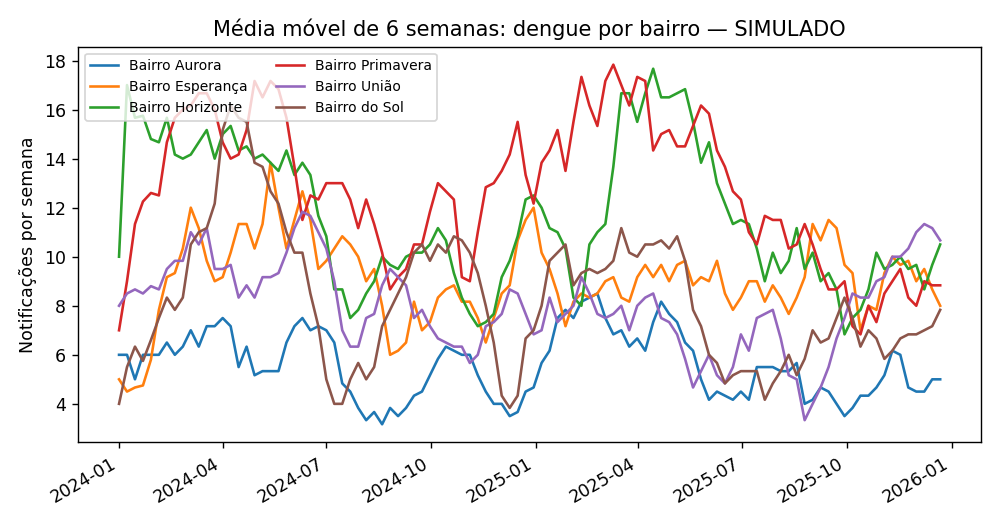 Média móvel de 6 semanas: dengue por bairro — SIMULADO
Notificações por semana
18
16
14
12
10
8
6
4
Bairro Aurora
Bairro Esperança
Bairro Horizonte
Bairro Primavera
Bairro União
Bairro do Sol
2024-01
2024-04
2024-07
2024-10
2025-01
2025-04
2025-07
2025-10
2026-01